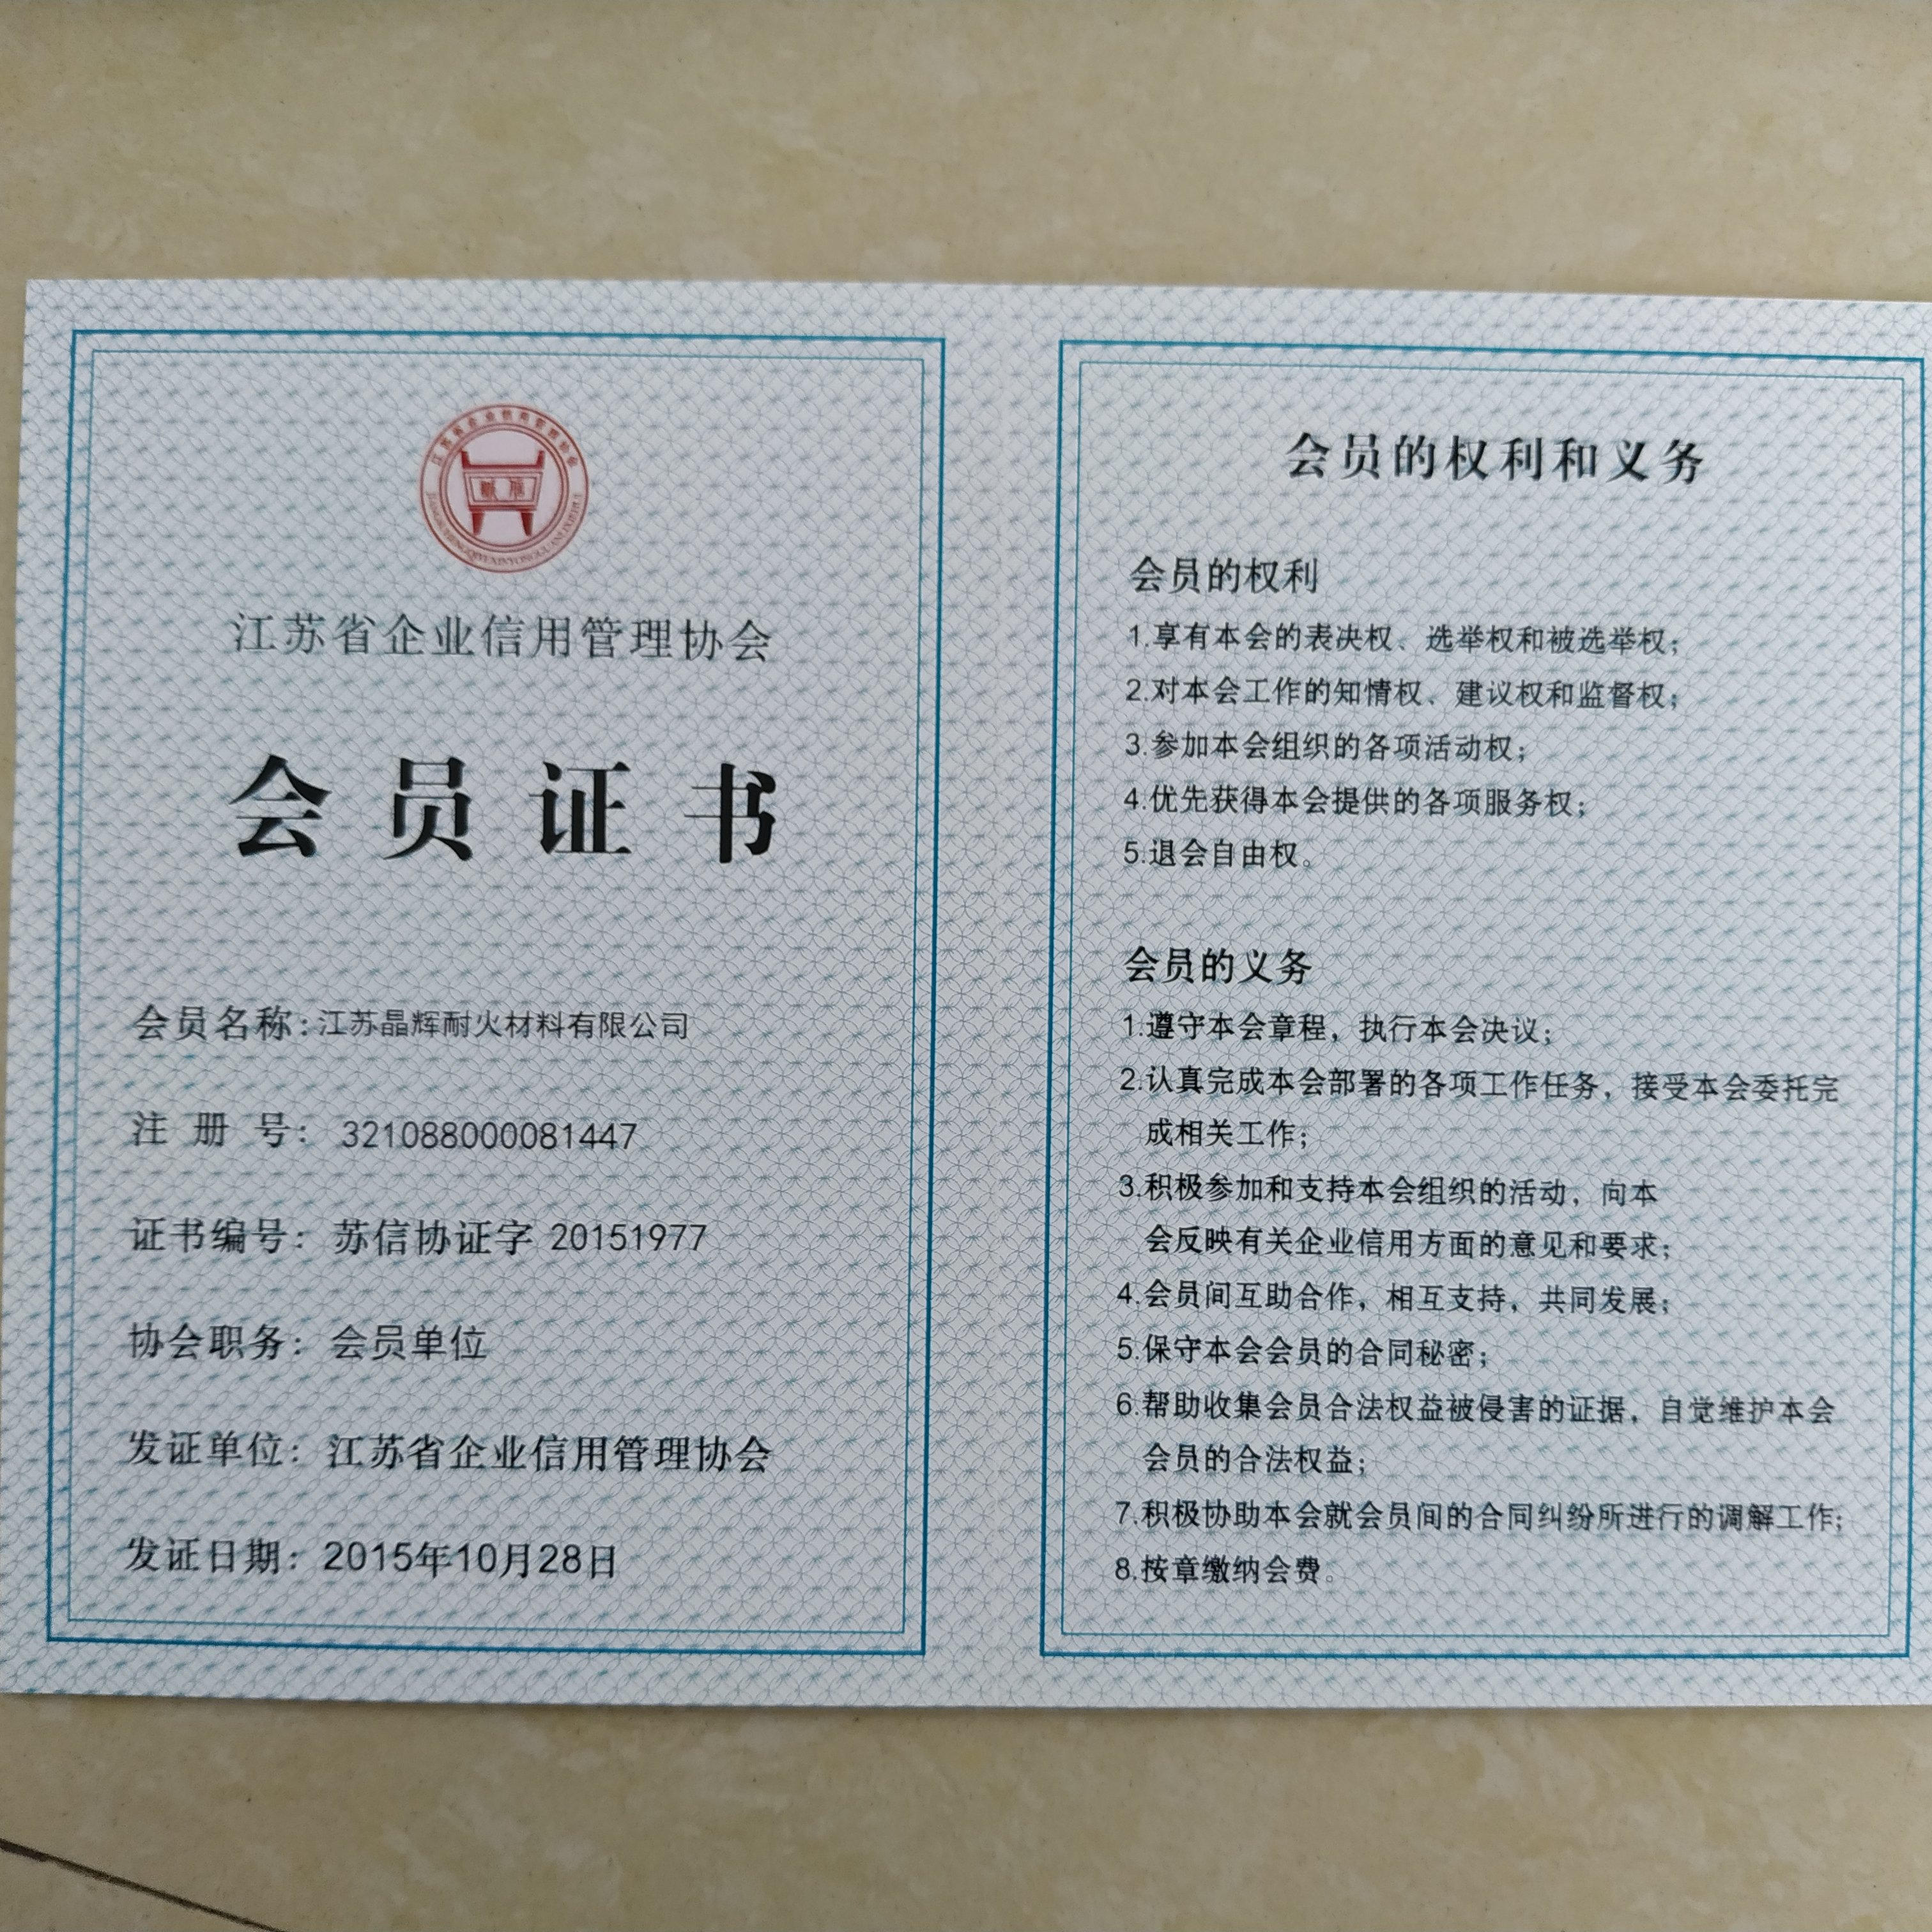 江苏省企业信用管理协会
诚信
江苏省企业信用管理协会
会员证书
会员名称:江苏晶辉耐火材料有限公司
注 册 号: 321088000081447
证书编号: 苏信协证字 20151977
协会职务: 会员单位
发证单位: 江苏省企业信用管理协会
发证日期: 2015年10月28日
会员的权利和义务
会员的权利
1.享有本会的表决权、选举权和被选举权;
2.对本会工作的知情权、建议权和监督权;
3.参加本会组织的各项活动权;
4.优先获得本会提供的各项服务权;
5.退会自由权。
会员的义务
1.遵守本会章程，执行本会决议;
2.认真完成本会部署的各项工作任务，接受本会委托完
成相关工作;
3.积极参加和支持本会组织的活动，向本
会反映有关企业信用方面的意见和要求;
4.会员间互助合作，相互支持，共同发展;
5.保守本会会员的合同秘密;
6.帮助收集会员合法权益被侵害的证据，自觉维护本会
会员的合法权益;
7.积极协助本会就会员间的合同纠纷所进行的调解工作;
8.按章缴纳会费。